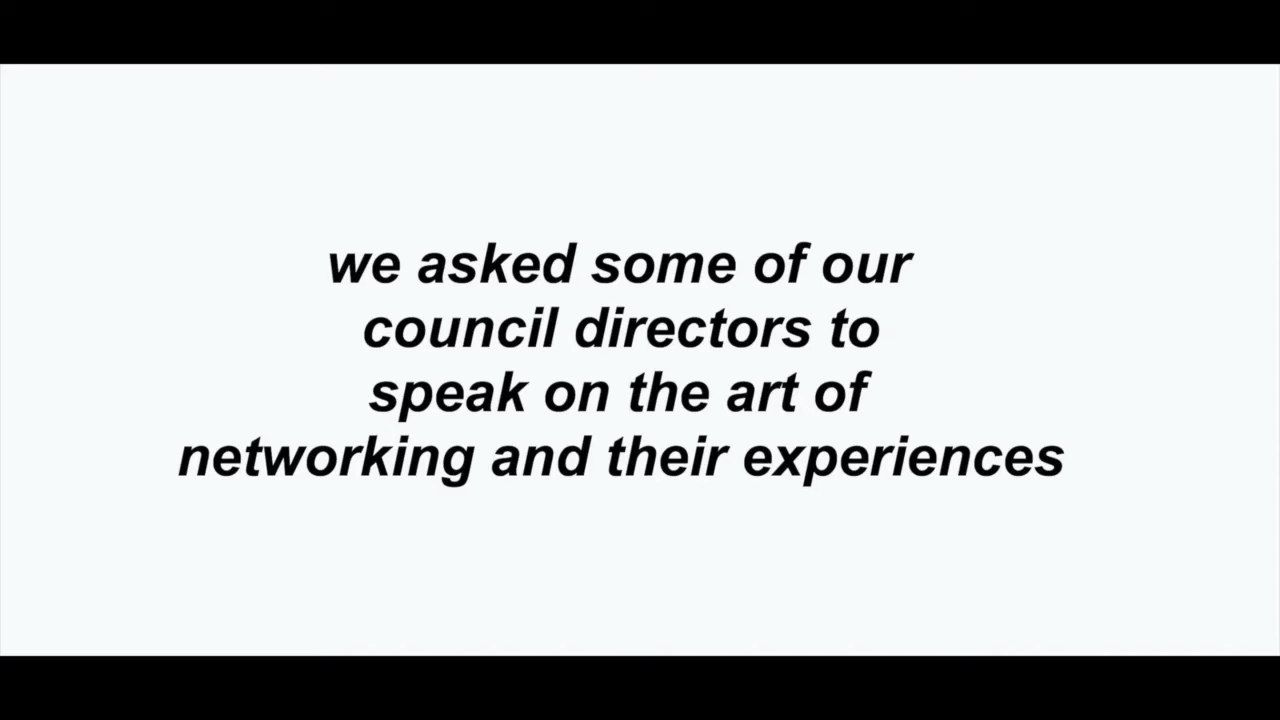 we asked some of our
council directors to
speak on the art of
networking and their experiences